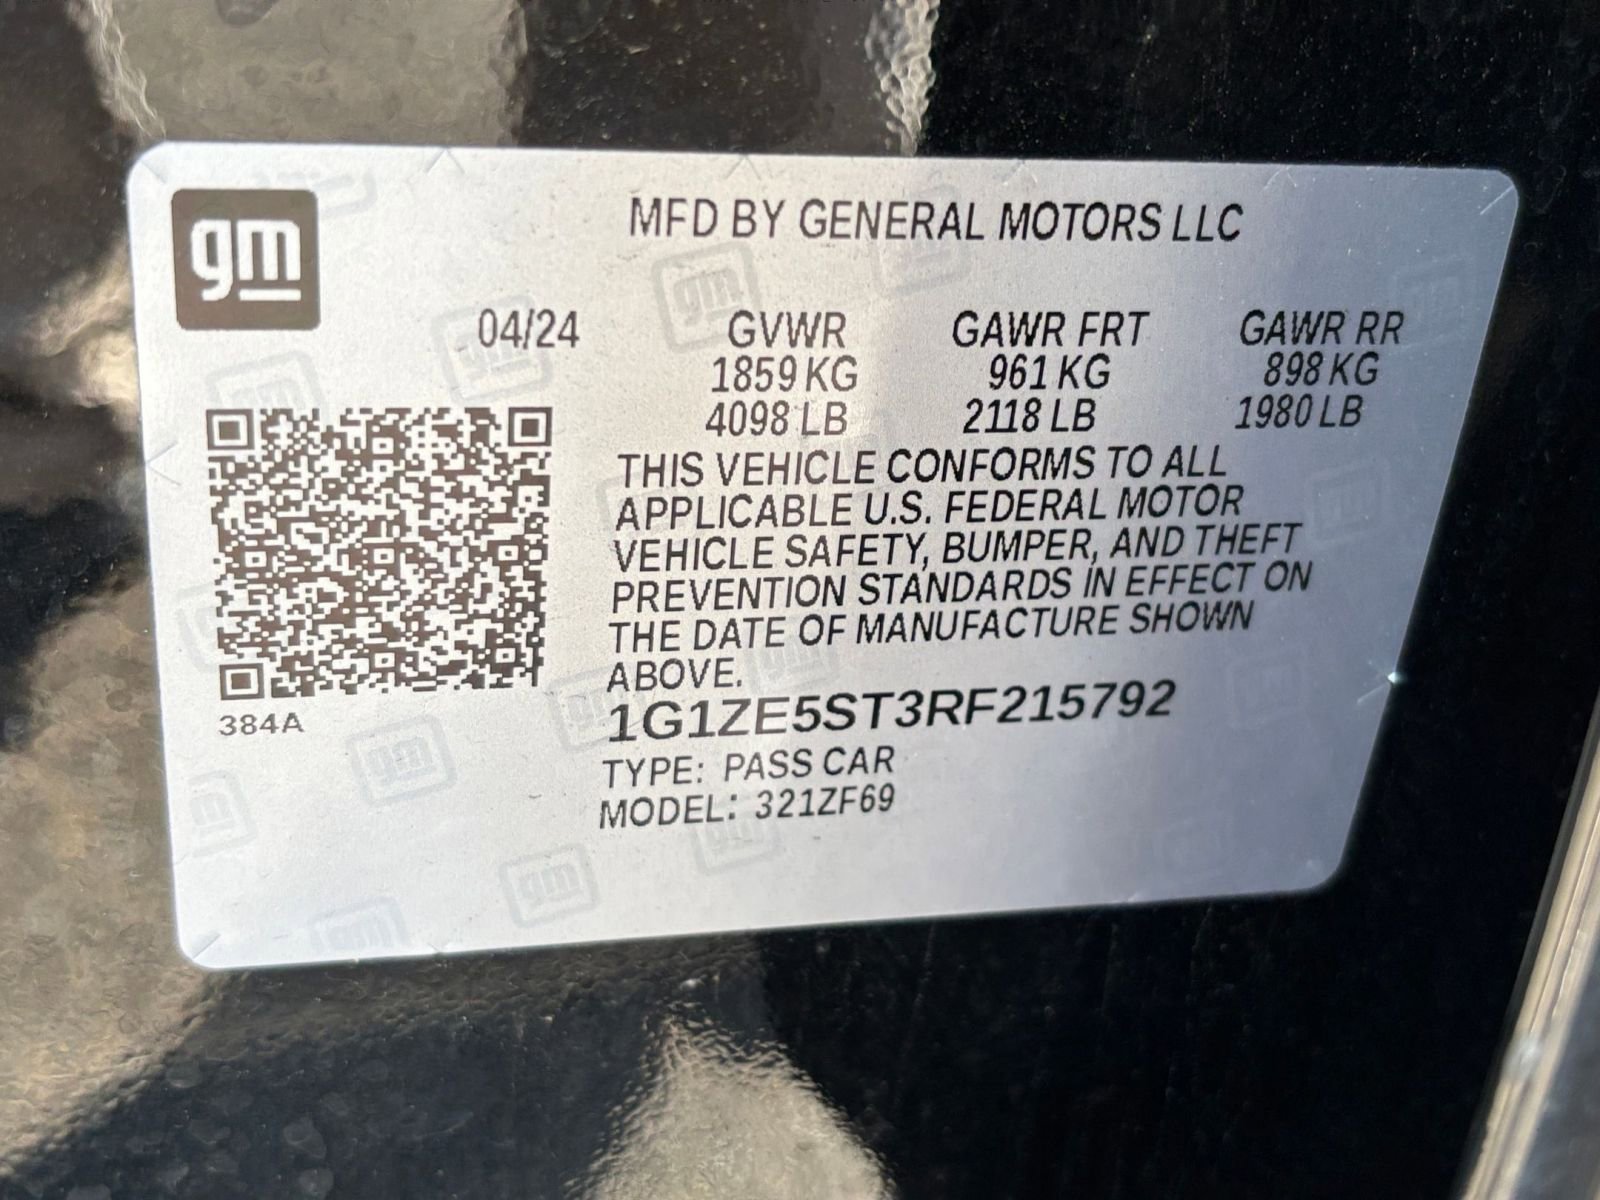 gm
MFD BY GENERAL MOTORS LLC
04/24 GVWR GAWR FRT GAWR RR
1859 KG 961 KG 898 KG
4098 LB 2118 LB 1980 LB
THIS VEHICLE CONFORMS TO ALL
APPLICABLE U.S. FEDERAL MOTOR
VEHICLE SAFETY, BUMPER, AND THEFT
PREVENTION STANDARDS IN EFFECT ON
THE DATE OF MANUFACTURE SHOWN
ABOVE.
1G1ZE5ST3RF215792
384A
TYPE: PASS CAR
MODEL: 321ZF69